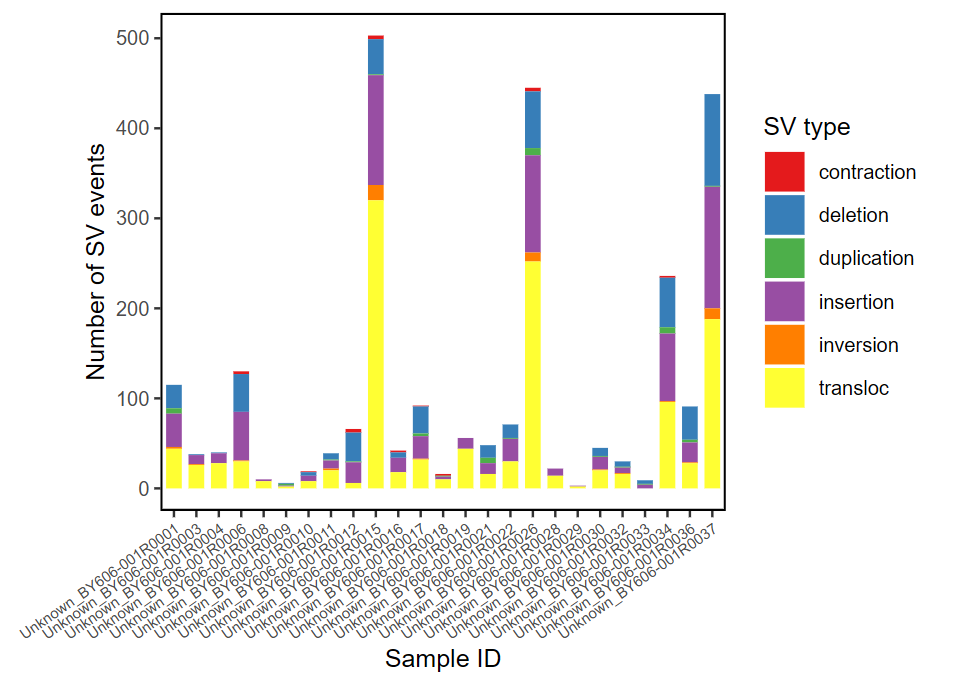 500
400
300
200
100
0
Number of SV events
Unknown_BY606-001R0001
Unknown_BY606-001R0003
Unknown_BY606-001R0004
Unknown_BY606-001R0006
Unknown_BY606-001R0008
Unknown_BY606-001R0009
Unknown_BY606-001R0010
Unknown_BY606-001R0011
Unknown_BY606-001R0012
Unknown_BY606-001R0015
Unknown_BY606-001R0016
Unknown_BY606-001R0017
Unknown_BY606-001R0018
Unknown_BY606-001R0019
Unknown_BY606-001R0021
Unknown_BY606-001R0022
Unknown_BY606-001R0026
Unknown_BY606-001R0028
Unknown_BY606-001R0029
Unknown_BY606-001R0030
Unknown_BY606-001R0032
Unknown_BY606-001R0033
Unknown_BY606-001R0034
Unknown_BY606-001R0036
Unknown_BY606-001R0037
Sample ID
SV type
contraction
deletion
duplication
insertion
inversion
transloc